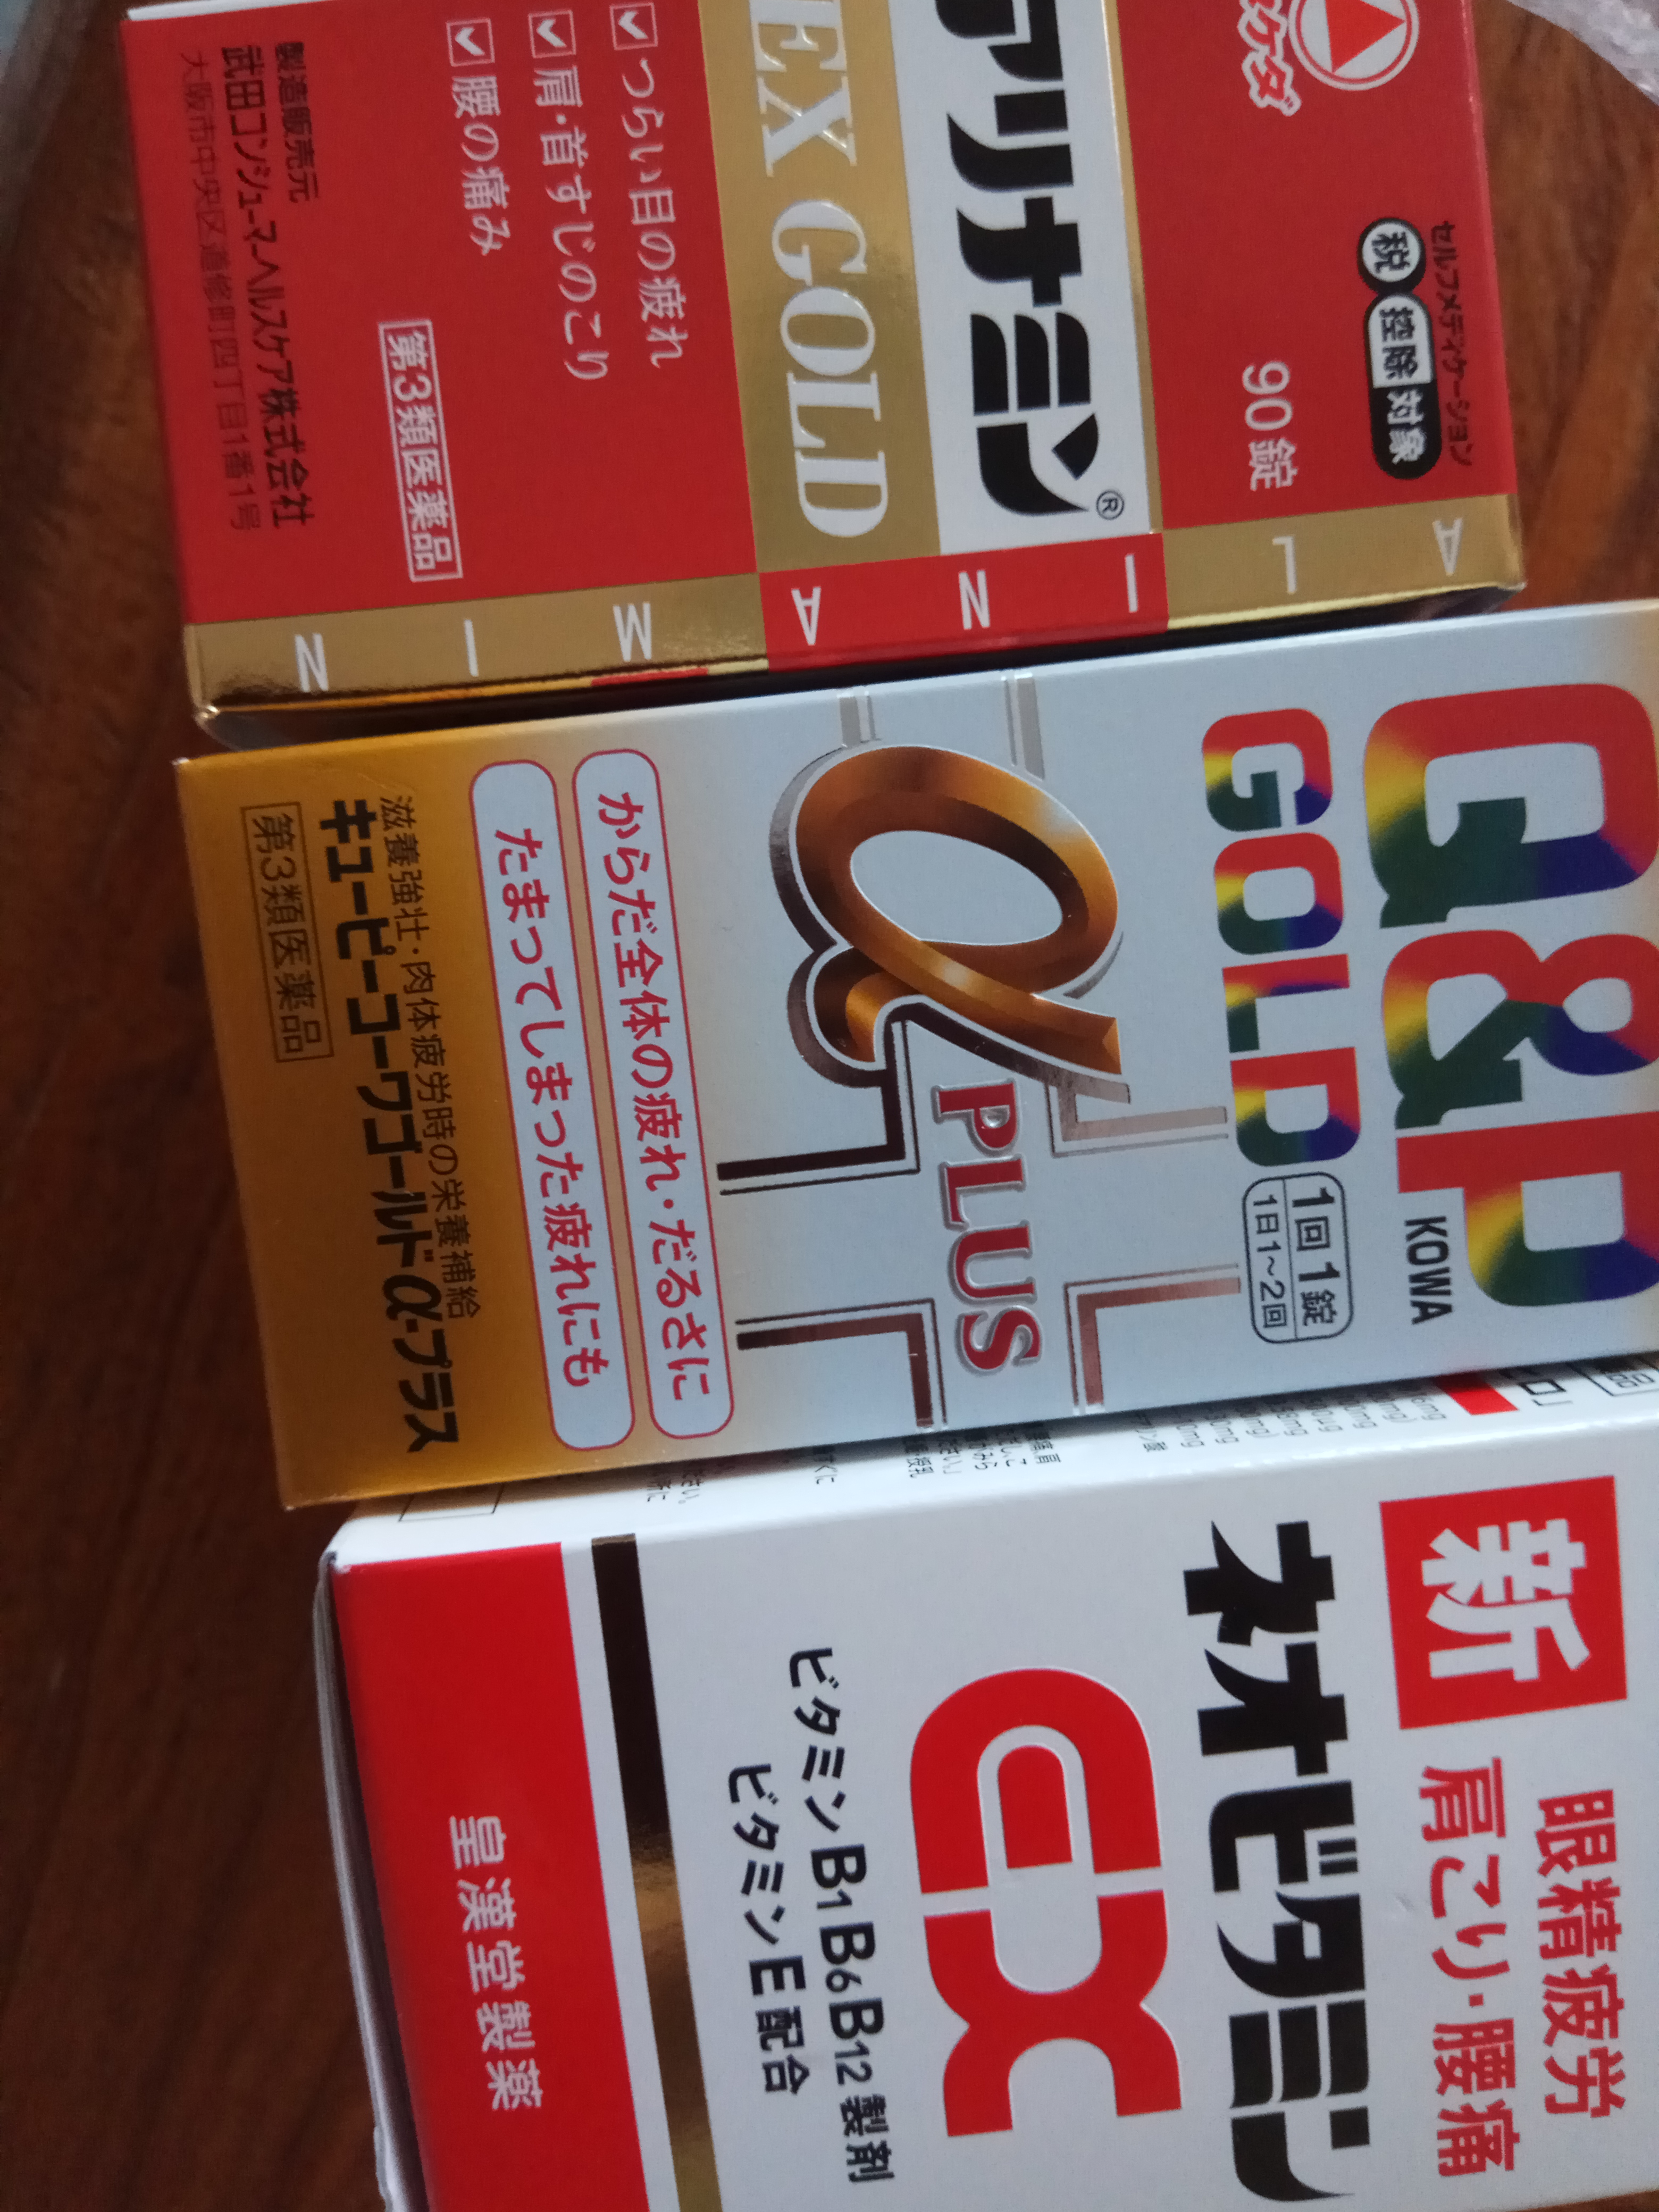 タケダ
セルフメディケーション
税 控除 対象
90錠
アリナミン®
EX GOLD
つらい目の疲れ
肩・首すじのこり
腰の痛み
第3類医薬品
製造販売元
武田コンシューマーヘルスケア株式会社
大阪市中央区道修町四丁目1番1号
ALINAMIN
Q&P
KOWA
GOLD
1回1錠
1日1~2回
α
PLUS
からだ全体の疲れ・だるさに
たまってしまった疲れにも
滋養強壮・肉体疲労時の栄養補給
キューピーコーワゴールドα-プラス
第3類医薬品
新
眼精疲労
肩こり・腰痛
ネオビタミン
EX
ビタミンB1B6B12製剤
ビタミンE配合
皇漢堂製薬